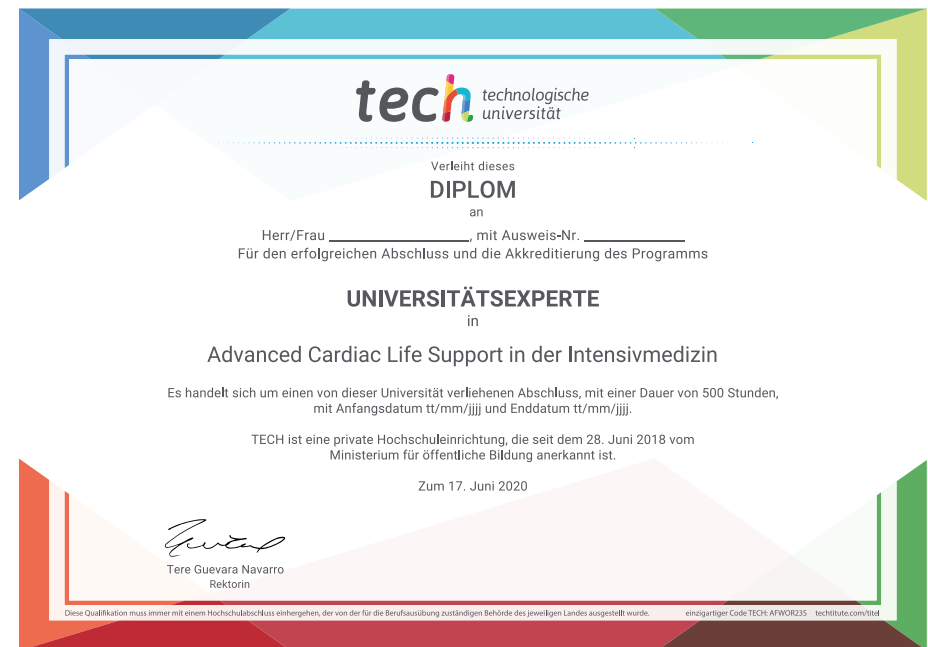 tech technologische
universität
Verleiht dieses
DIPLOM
an
Herr/Frau ____________________, mit Ausweis-Nr. ______________
Für den erfolgreichen Abschluss und die Akkreditierung des Programms
UNIVERSITÄTSEXPERTE
in
Advanced Cardiac Life Support in der Intensivmedizin
Es handelt sich um einen von dieser Universität verliehenen Abschluss, mit einer Dauer von 500 Stunden,
mit Anfangsdatum tt/mm/jjjj und Enddatum tt/mm/jjjj.
TECH ist eine private Hochschuleinrichtung, die seit dem 28. Juni 2018 vom
Ministerium für öffentliche Bildung anerkannt ist.
Zum 17. Juni 2020
Tere Guevara Navarro
Rektorin
Diese Qualifikation muss immer mit einem Hochschulabschluss einhergehen, der von der für die Berufsausübung zuständigen Behörde des jeweiligen Landes ausgestellt wurde. einzigartiger Code TECH: AFWOR23S techtitute.com/titel